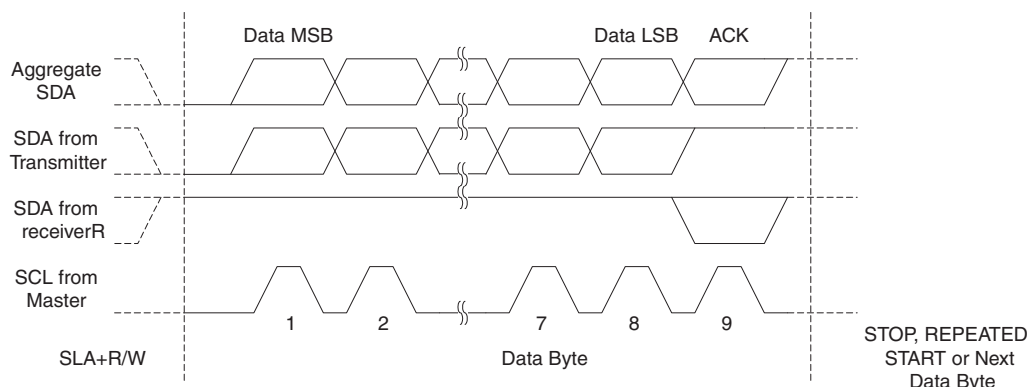 Data MSB
Data LSB
ACK
Aggregate
SDA
SDA from
Transmitter
SDA from
receiverR
SCL from
Master
1
2
7
8
9
SLA+R/W
Data Byte
STOP, REPEATED
START or Next
Data Byte